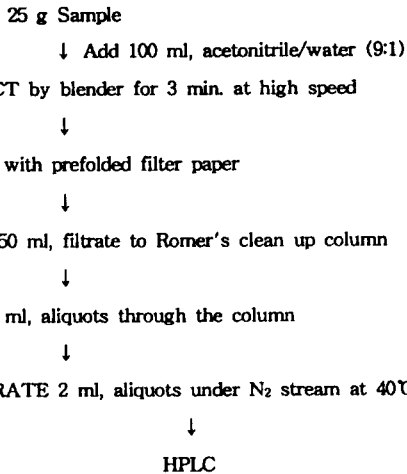 25 g Sample
↓ Add 100 ml, acetonitrile/water (9:1)
CT by blender for 3 min. at high speed
↓
with prefolded filter paper
↓
50 ml, filtrate to Romer's clean up column
↓
ml, aliquots through the column
↓
RATE 2 ml, aliquots under N₂ stream at 40℃
↓
HPLC